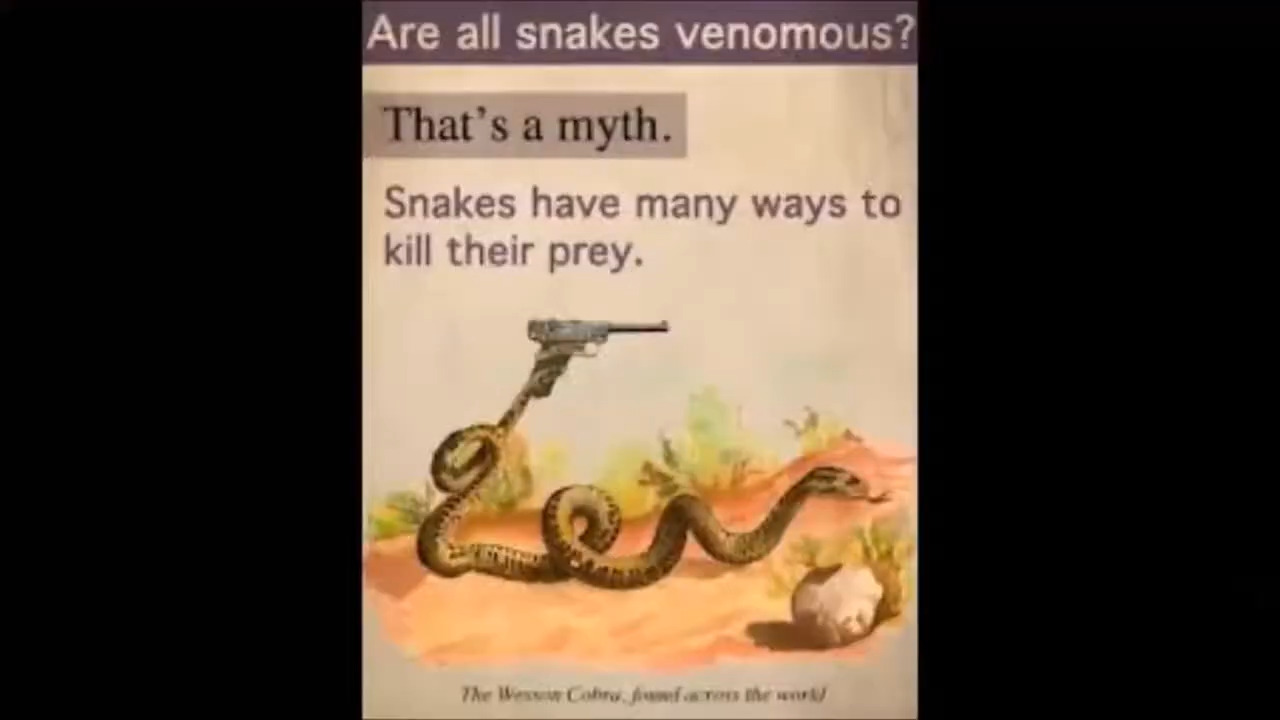 Are all snakes venomous?
That's a myth.
Snakes have many ways to
kill their prey.
The Wesson Cobra, found across the world